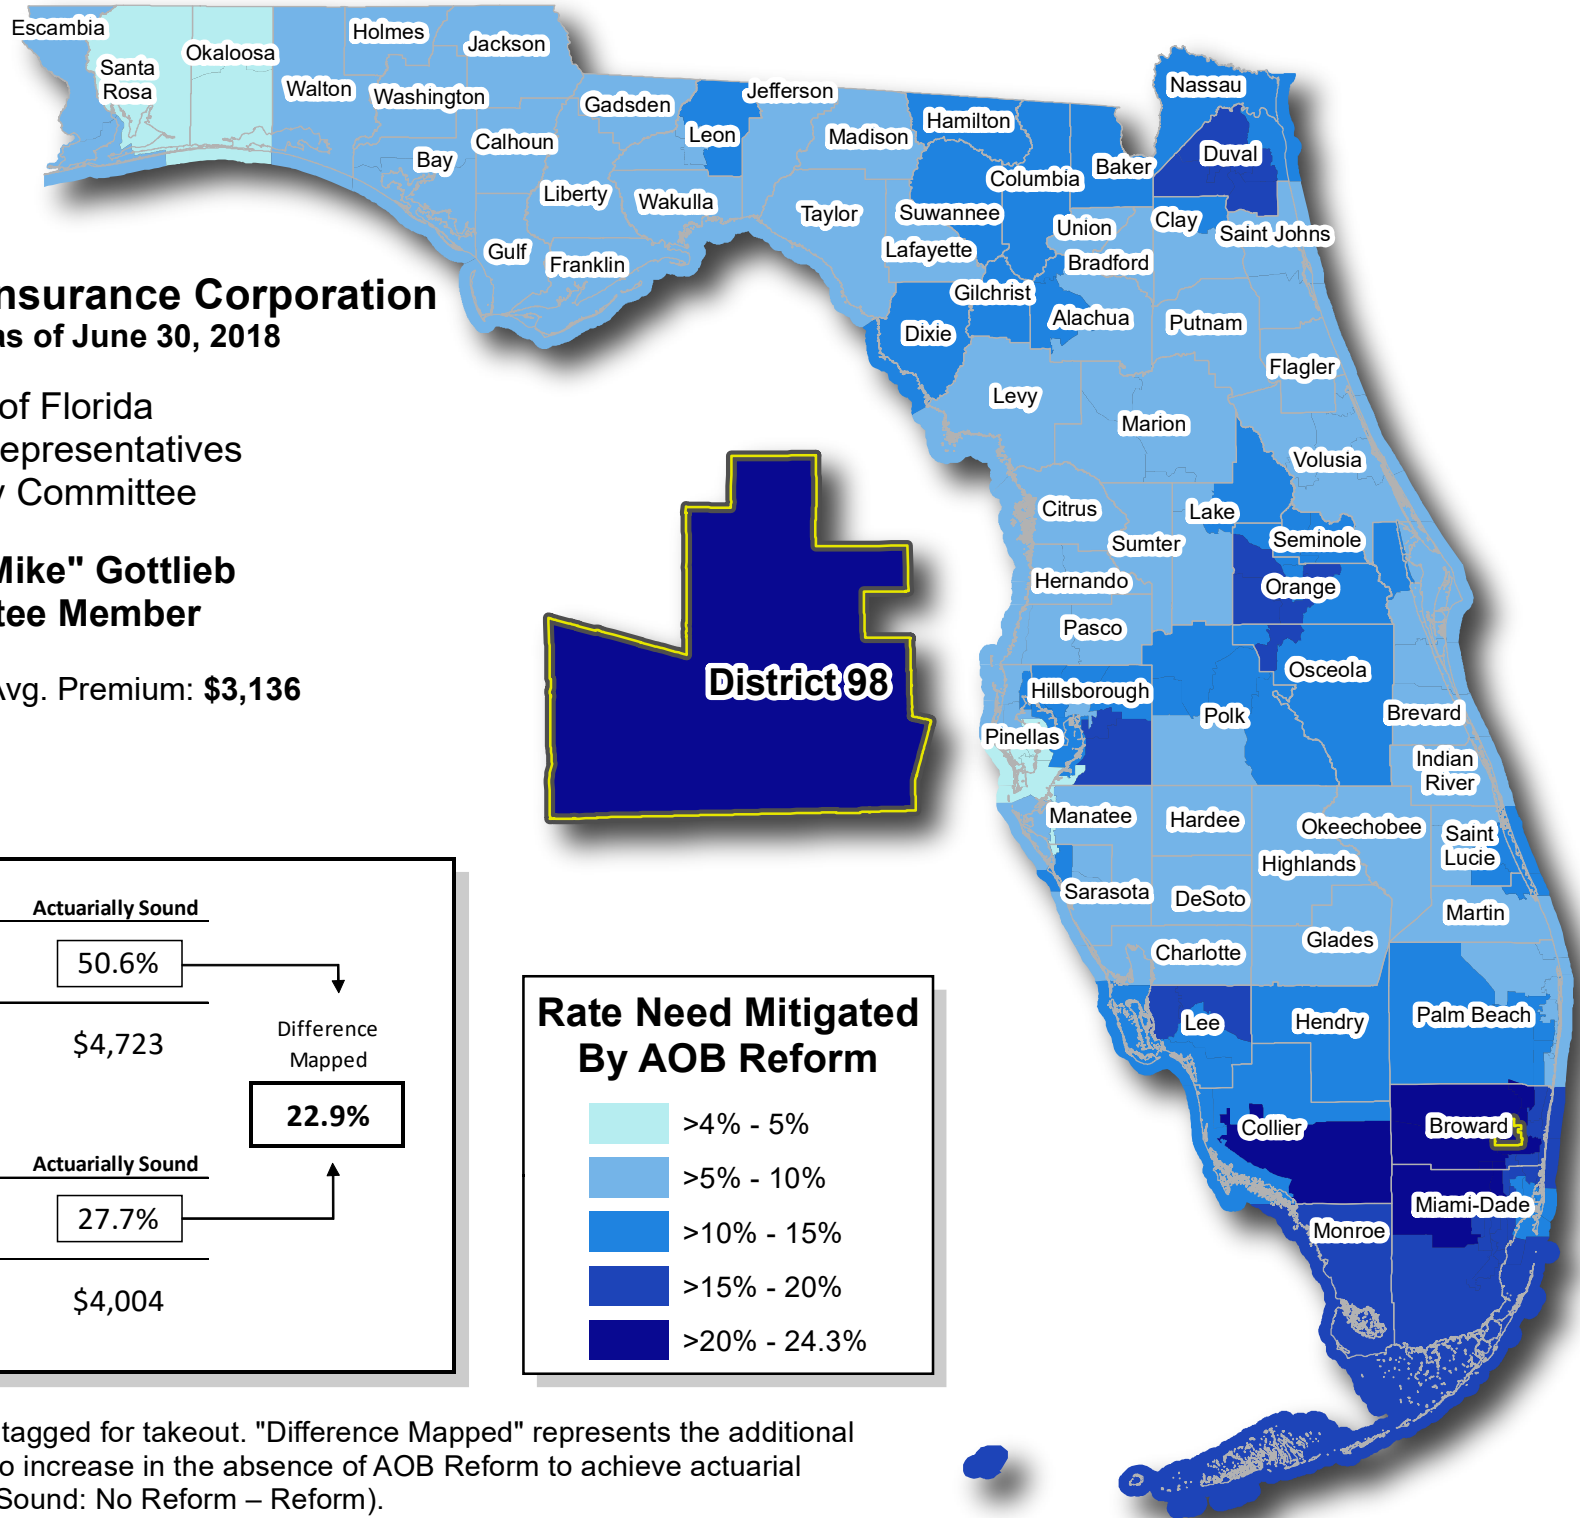 Escambia
Santa
Rosa
Okaloosa
Holmes
Jackson
Walton
Washington
Bay
Calhoun
Gadsden
Liberty
Gulf
Franklin
Wakulla
Leon
Jefferson
Madison
Taylor
Hamilton
Suwannee
Lafayette
Columbia
Baker
Nassau
Duval
Union
Clay
Saint Johns
Bradford
Gilchrist
Dixie
Alachua
Putnam
Flagler
Levy
Marion
Volusia
Citrus
Lake
Sumter
Seminole
Hernando
Orange
Pasco
Osceola
Hillsborough
Polk
Brevard
Pinellas
Indian
River
Manatee
Hardee
Okeechobee
Saint
Lucie
Highlands
Sarasota
DeSoto
Martin
Glades
Charlotte
Lee
Hendry
Palm Beach
Collier
Broward
Miami-Dade
Monroe
nsurance Corporation
as of June 30, 2018
of Florida
epresentatives
y Committee
Mike" Gottlieb
tee Member
Avg. Premium: $3,136
District 98
Actuarially Sound
50.6%
$4,723
Difference
Mapped
22.9%
Actuarially Sound
27.7%
$4,004
Rate Need Mitigated
By AOB Reform
>4% - 5%
>5% - 10%
>10% - 15%
>15% - 20%
>20% - 24.3%
tagged for takeout. "Difference Mapped" represents the additional
o increase in the absence of AOB Reform to achieve actuarial
Sound: No Reform – Reform).